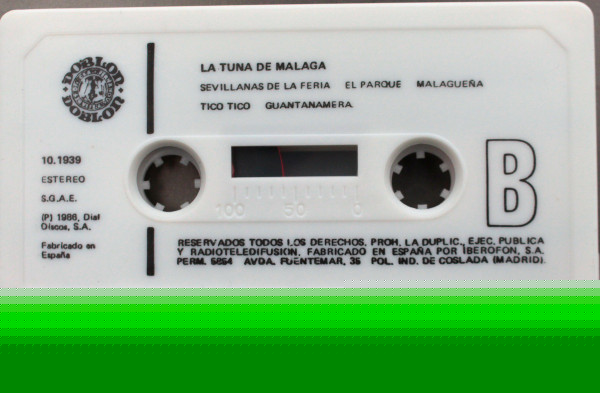 DOBLON
DOBLON
LA TUNA DE MALAGA
SEVILLANAS DE LA FERIA EL PARQUE MALAGUEÑA
TICO TICO GUANTANAMERA
10.1939
ESTEREO
S.G.A.E.
(P) 1986, Dial
Discos, S.A.
Fabricado en
España
100 50 0
B
RESERVADOS TODOS LOS DERECHOS, PROH. LA DUPLIC., EJEC. PUBLICA
Y RADIOTELEDIFUSION, FABRICADO EN ESPAÑA POR IBEROFON, S.A.
PERM. 5854 AVDA. FUENTEMAR, 35 POL. IND. DE COSLADA (MADRID).